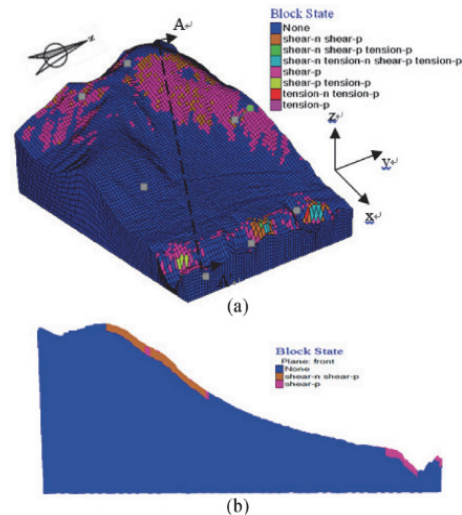 Block State
None
shear-n shear-p
shear-n shear-p tension-p
shear-n tension-n shear-p tension-p
shear-p
shear-p tension-p
tension-n tension-p
tension-p
A
z
z
y
x
A
(a)
Block State
Plane: front
None
shear-n shear-p
shear-p
(b)